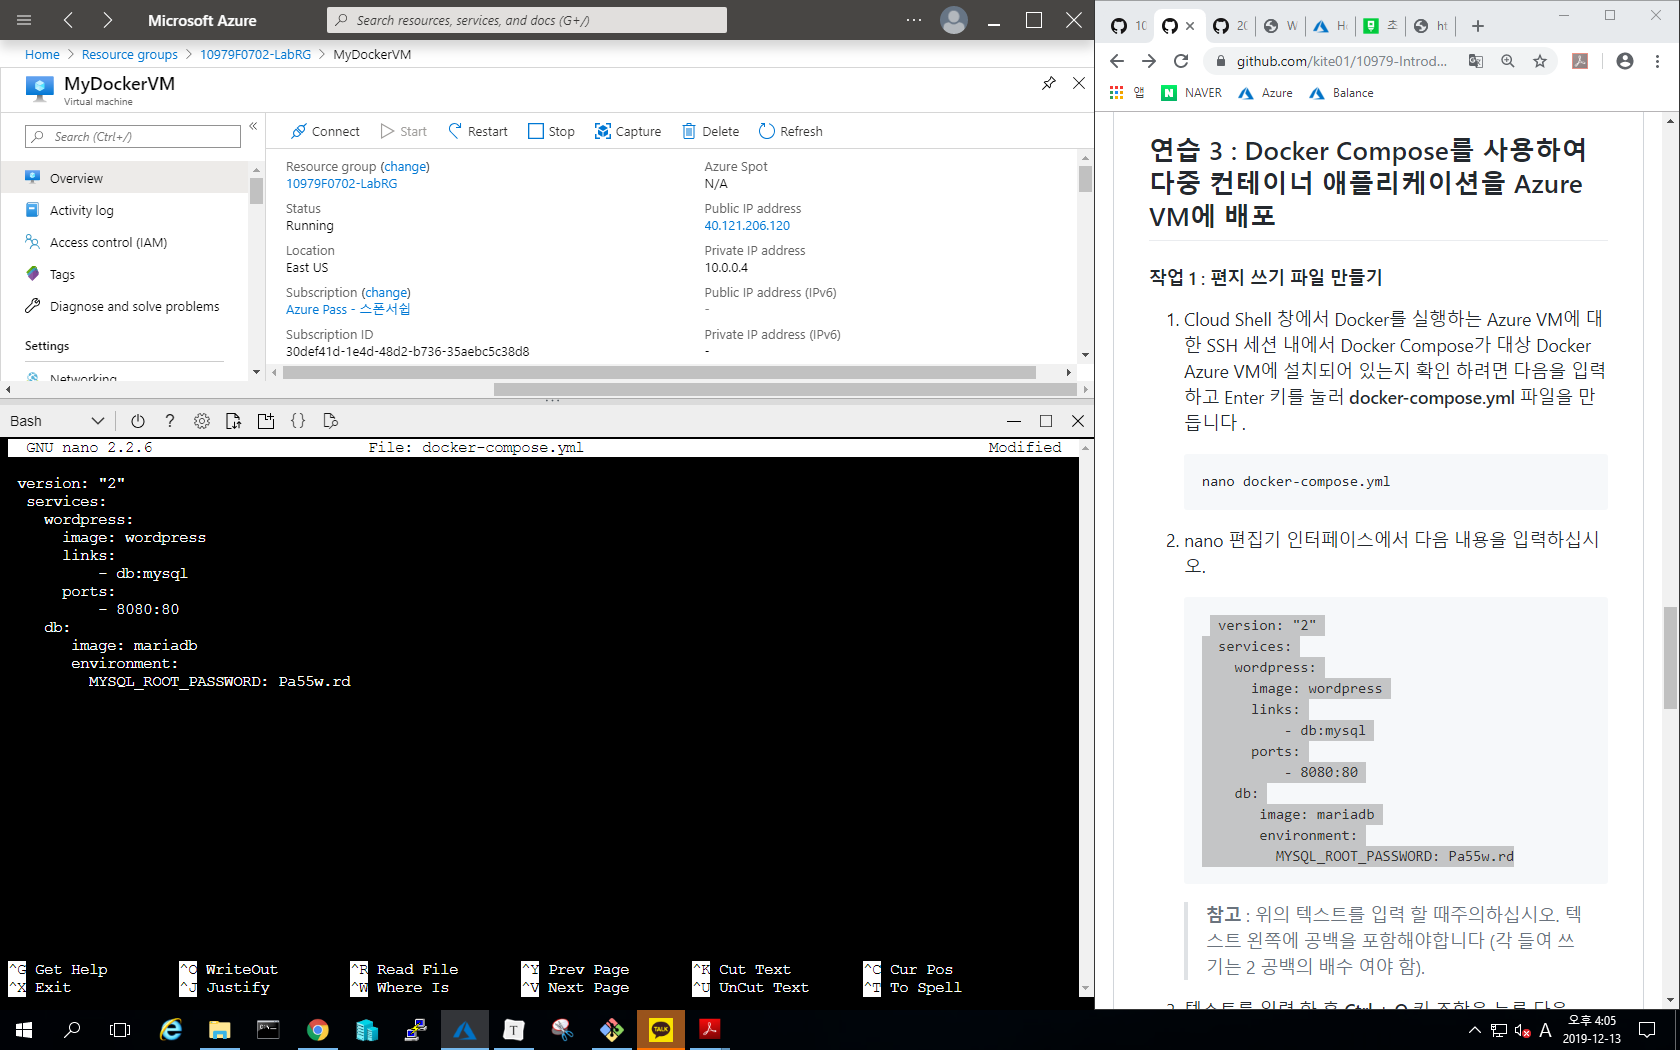 Microsoft Azure
Search resources, services, and docs (G+/)
Home > Resource groups > 10979F0702-LabRG > MyDockerVM
MyDockerVM
Virtual machine
Search (Ctrl+/)
Overview
Activity log
Access control (IAM)
Tags
Diagnose and solve problems
Settings
Networking
Connect
Start
Restart
Stop
Capture
Delete
Refresh
Resource group (change)
10979F0702-LabRG
Status
Running
Location
East US
Subscription (change)
Azure Pass - 스폰서쉽
Subscription ID
30def41d-1e4d-48d2-b736-35aebc5c38d8
Azure Spot
N/A
Public IP address
40.121.206.120
Private IP address
10.0.0.4
Public IP address (IPv6)
-
Private IP address (IPv6)
-
Bash
GNU nano 2.2.6 File: docker-compose.yml Modified
version: "2"
services:
wordpress:
image: wordpress
links:
- db:mysql
ports:
- 8080:80
db:
image: mariadb
environment:
MYSQL_ROOT_PASSWORD: Pa55w.rd
^G Get Help ^O WriteOut ^R Read File ^Y Prev Page ^K Cut Text ^C Cur Pos
^X Exit ^J Justify ^W Where Is ^V Next Page ^U UnCut Text ^T To Spell
10 20 W H 초 ht
github.com/kite01/10979-Introd...
앱 NAVER Azure Balance
연습 3 : Docker Compose를 사용하여
다중 컨테이너 애플리케이션을 Azure
VM에 배포
작업 1 : 편지 쓰기 파일 만들기
1. Cloud Shell 창에서 Docker를 실행하는 Azure VM에 대
한 SSH 세션 내에서 Docker Compose가 대상 Docker
Azure VM에 설치되어 있는지 확인 하려면 다음을 입력
하고 Enter 키를 눌러 docker-compose.yml 파일을 만
듭니다 .
nano docker-compose.yml
2. nano 편집기 인터페이스에서 다음 내용을 입력하십시
오.
version: "2"
services:
wordpress:
image: wordpress
links:
- db:mysql
ports:
- 8080:80
db:
image: mariadb
environment:
MYSQL_ROOT_PASSWORD: Pa55w.rd
참고 : 위의 텍스트를 입력 할 때주의하십시오. 텍
스트 왼쪽에 공백을 포함해야합니다 (각 들여 쓰
기는 2 공백의 배수 여야 함).
TALK
A
오후 4:05
2019-12-13